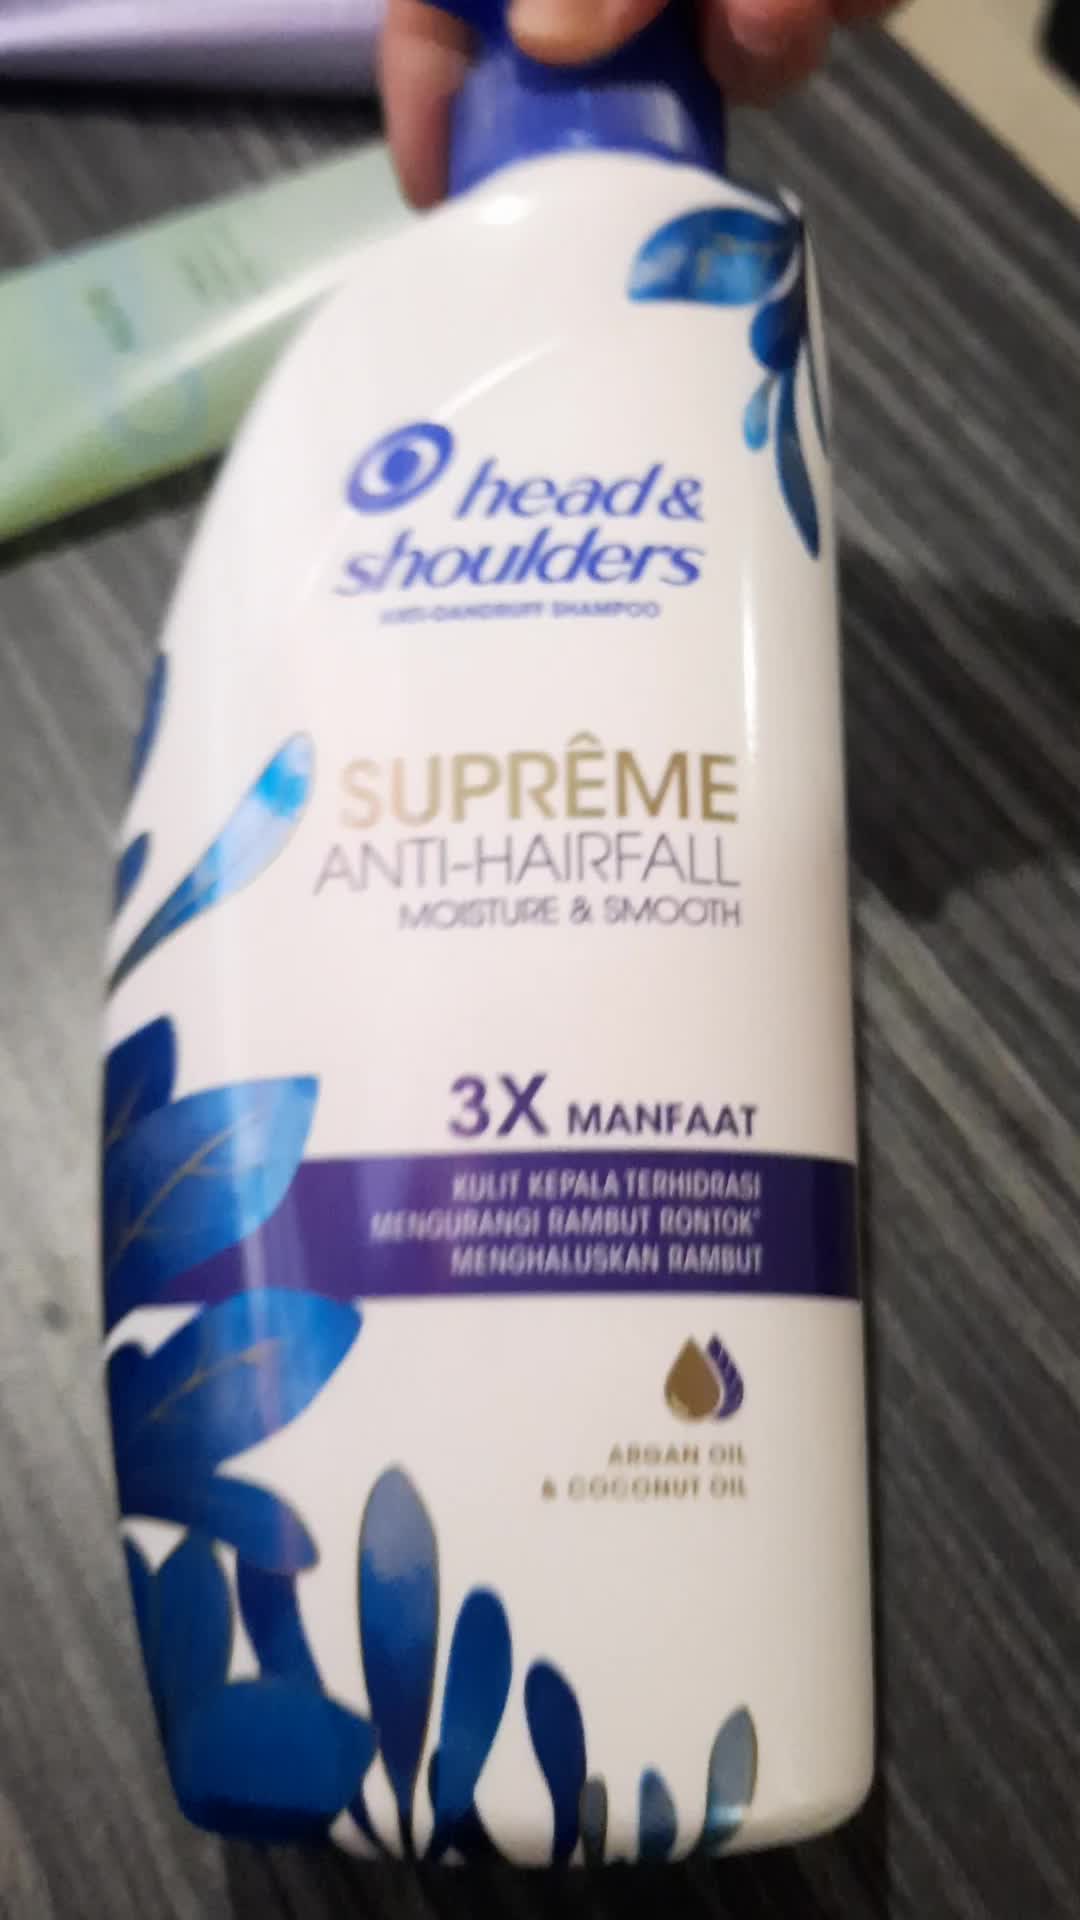 head &
shoulders
ANTI-DANDRUFF SHAMPOO
SUPRÊME
ANTI-HAIRFALL
MOISTURE & SMOOTH
3X MANFAAT
KULIT KEPALA TERHIDRASI
MENGURANGI RAMBUT RONTOK*
MENGHALUSKAN RAMBUT
ARGAN OIL
& COCONUT OIL